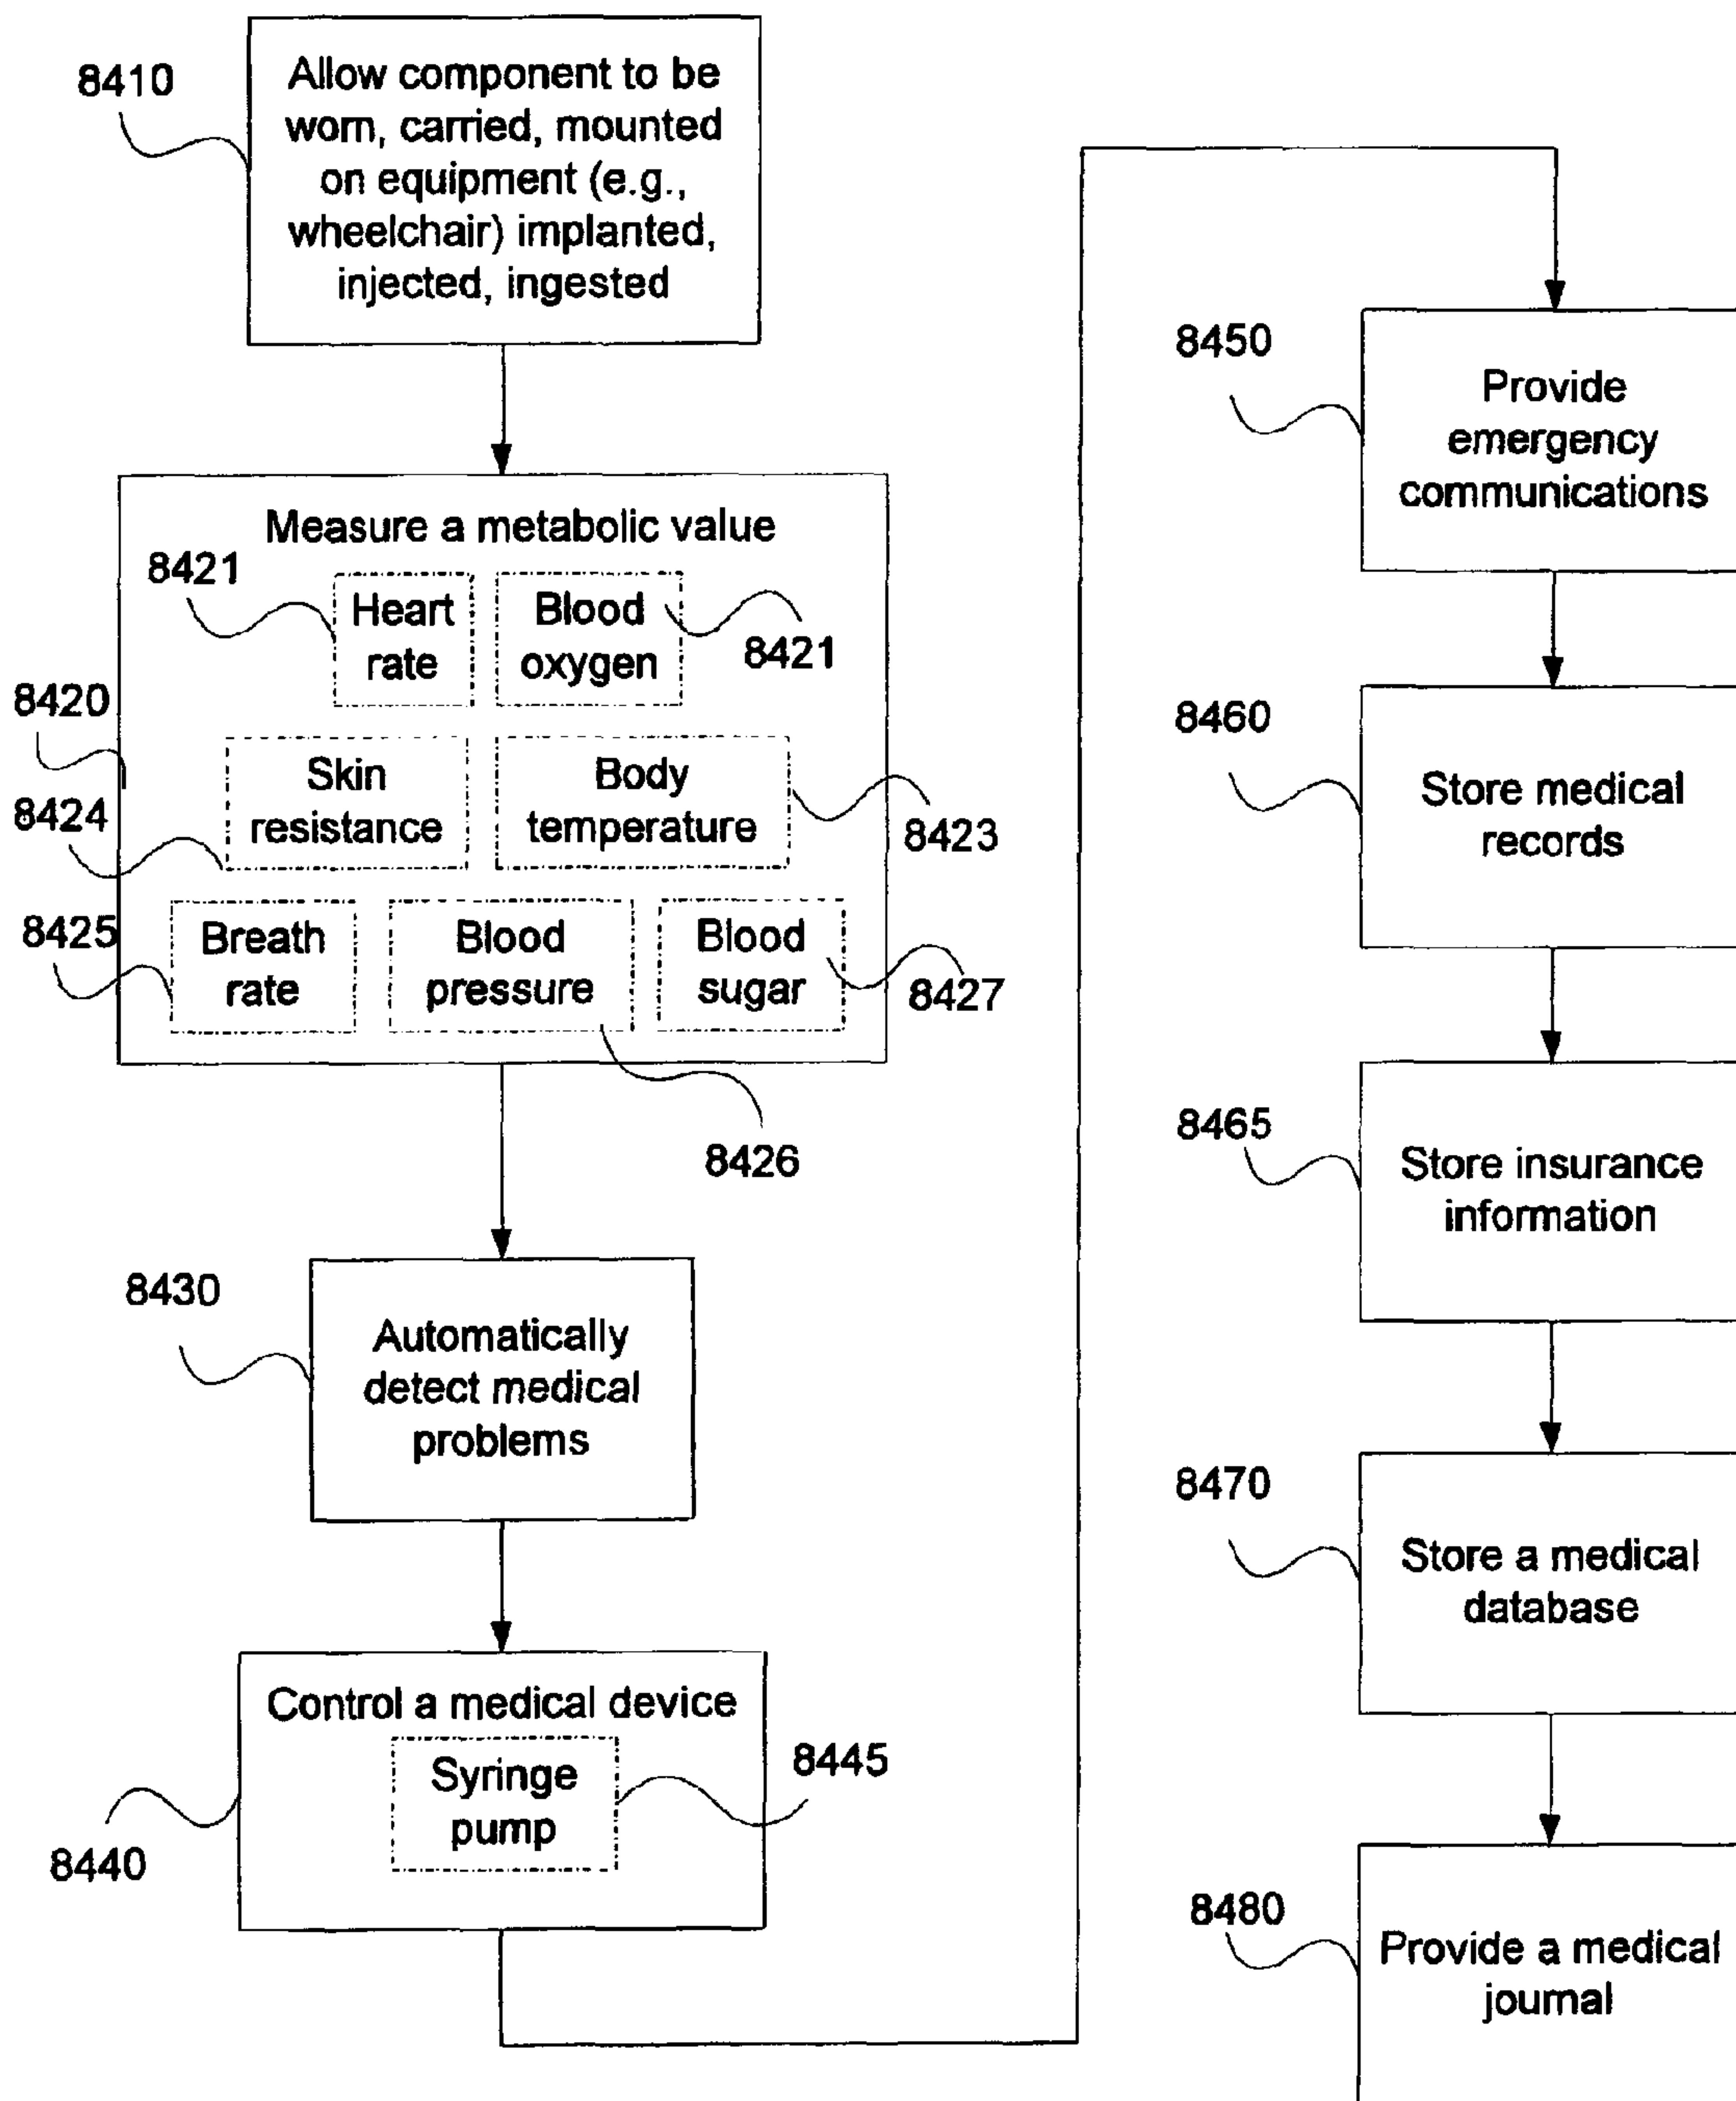 8410
Allow component to be
worn, carried, mounted
on equipment (e.g.,
wheelchair) implanted,
injected, ingested
Measure a metabolic value
8421
Heart
rate
Blood
oxygen
8421
8420
Skin
resistance
Body
temperature
8424
8423
8425
Breath
rate
Blood
pressure
Blood
sugar
8427
8426
8430
Automatically
detect medical
problems
Control a medical device
Syringe
pump
8445
8440
8450
Provide
emergency
communications
8460
Store medical
records
8465
Store insurance
information
8470
Store a medical
database
8480
Provide a medical
journal